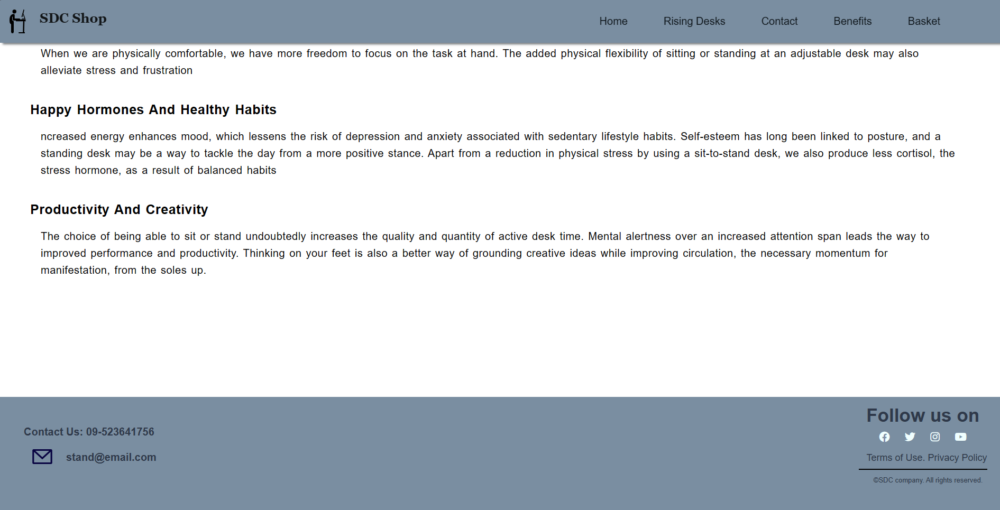 SDC Shop
Home Rising Desks Contact Benefits Basket
When we are physically comfortable, we have more freedom to focus on the task at hand. The added physical flexibility of sitting or standing at an adjustable desk may also
alleviate stress and frustration
Happy Hormones And Healthy Habits
ncreased energy enhances mood, which lessens the risk of depression and anxiety associated with sedentary lifestyle habits. Self-esteem has long been linked to posture, and a
standing desk may be a way to tackle the day from a more positive stance. Apart from a reduction in physical stress by using a sit-to-stand desk, we also produce less cortisol, the
stress hormone, as a result of balanced habits
Productivity And Creativity
The choice of being able to sit or stand undoubtedly increases the quality and quantity of active desk time. Mental alertness over an increased attention span leads the way to
improved performance and productivity. Thinking on your feet is also a better way of grounding creative ideas while improving circulation, the necessary momentum for
manifestation, from the soles up.
Contact Us: 09-523641756
stand@email.com
Follow us on
Terms of Use. Privacy Policy
©SDC company. All rights reserved.